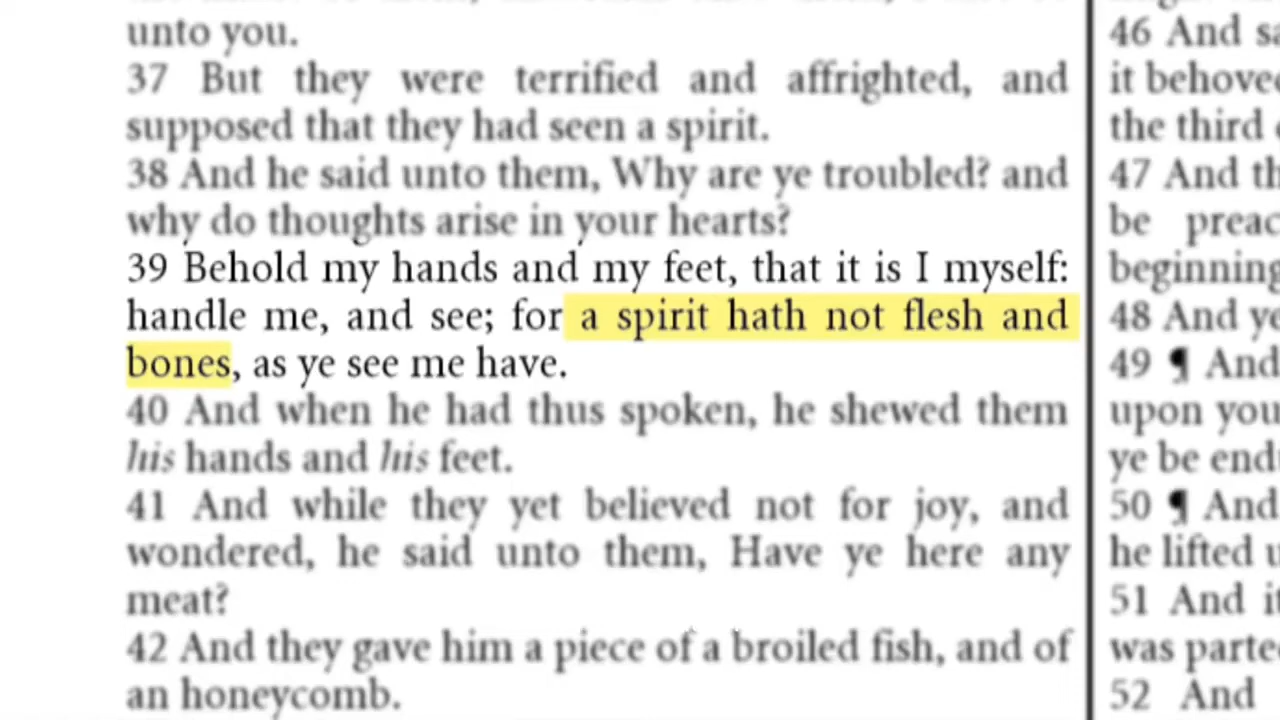 unto you.
37 But they were terrified and affrighted, and
supposed that they had seen a spirit.
38 And he said unto them, Why are ye troubled? and
why do thoughts arise in your hearts?
39 Behold my hands and my feet, that it is I myself:
handle me, and see; for a spirit hath not flesh and
bones, as ye see me have.
40 And when he had thus spoken, he shewed them
his hands and his feet.
41 And while they yet believed not for joy, and
wondered, he said unto them, Have ye here any
meat?
42 And they gave him a piece of a broiled fish, and of
an honeycomb.
46 And
it
the third
47 And
be
beginning
48 And
49 ¶ And
upon you
ye be
50 ¶ And
he lifted
51 And
was
52 And